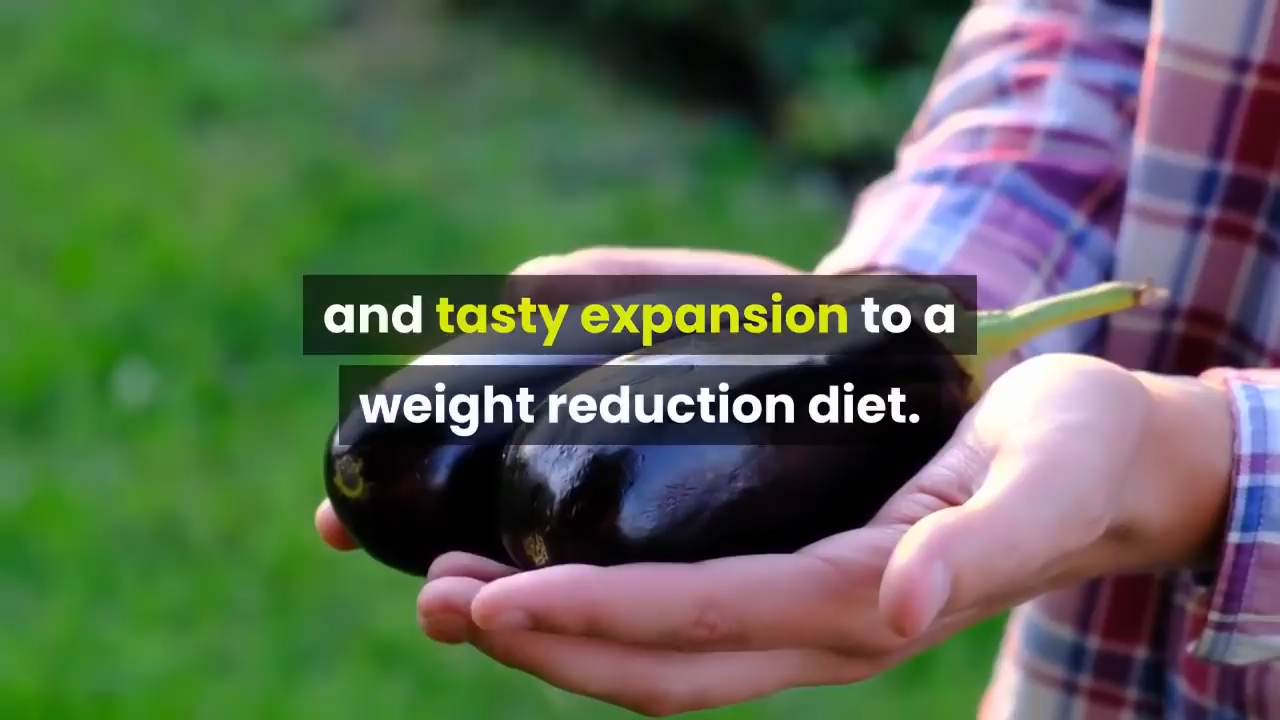 and tasty expansion to a
weight reduction diet.